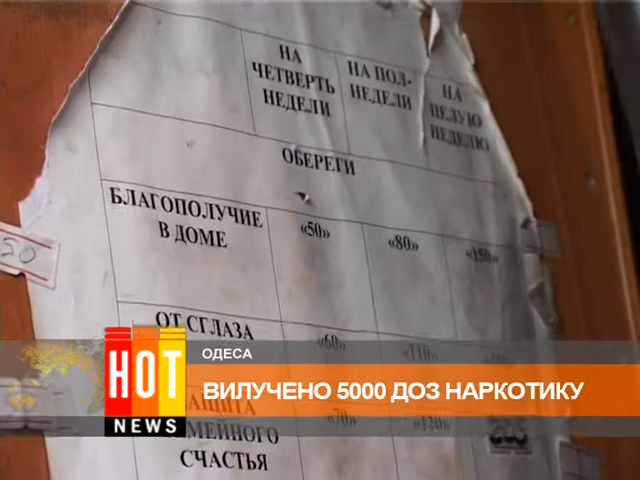 НА
ЧЕТВЕРТЬ
НЕДЕЛИ
НА ПОЛ-
НЕДЕЛИ
НА
ЦЕЛУЮ
НЕДЕЛЮ
ОБЕРЕГИ
БЛАГОПОЛУЧИЕ
В ДОМЕ
«50»
«80»
«150»
50
ОТ СГЛАЗА
«60»
«110»
ОДЕСА
HOT
NEWS
ВИЛУЧЕНО 5000 ДОЗ НАРКОТИКУ
«70»
СЧАСТЬЯ